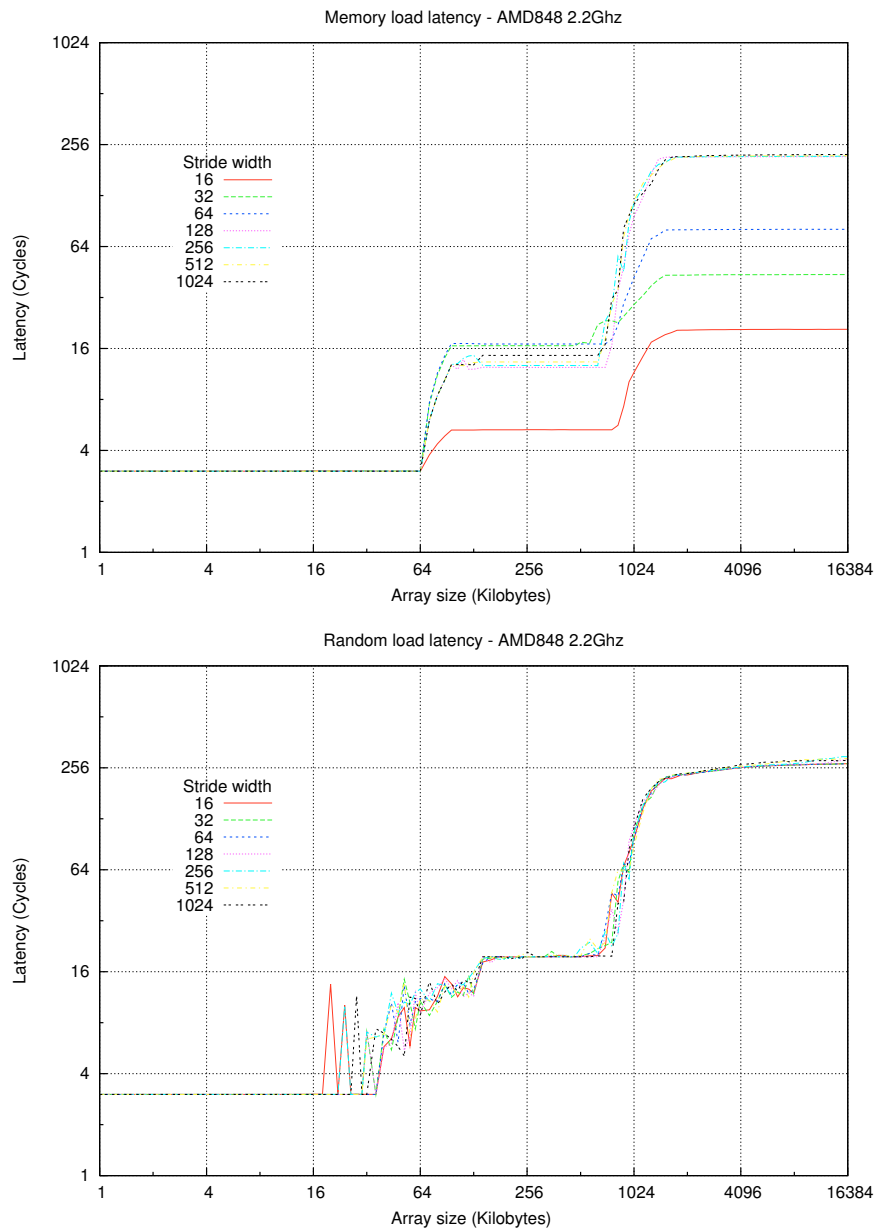 Memory load latency - AMD848 2.2Ghz
1024
256
64
16
4
1
Latency (Cycles)
Stride width
16
32
64
128
256
512
1024
1 4 16 64 256 1024 4096 16384
Array size (Kilobytes)
Random load latency - AMD848 2.2Ghz
1024
256
64
16
4
1
Latency (Cycles)
Stride width
16
32
64
128
256
512
1024
1 4 16 64 256 1024 4096 16384
Array size (Kilobytes)